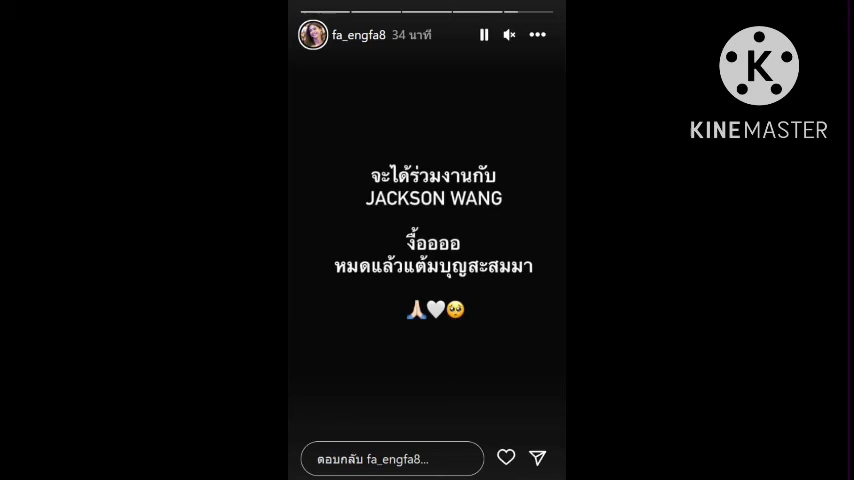 fa_engfa8 34 นาที
KINEMASTER
จะได้ร่วมงานกับ
JACKSON WANG
งื้ออออ
หมดแล้วแต้มบุญสะสมมา
🙏🏻🤍🥺
ตอบกลับ fa_engfa8...